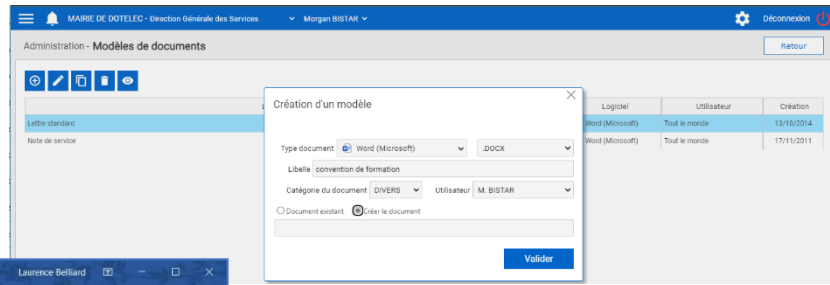 MAIRIE DE DOTELEC - Direction Générale des Services Morgan BISTAR Déconnexion
Administration - Modèles de documents Retour
Création d'un modèle
L Logiciel Utilisateur Création
Lettre standard Word (Microsoft) Tout le monde 13/10/2014
Note de service Word (Microsoft) Tout le monde 17/11/2011
Type document Word (Microsoft) .DOCX
Libelle convention de formation
Catégorie du document DIVERS Utilisateur M. BISTAR
Document existant Créer le document
Valider
Laurence Belliard